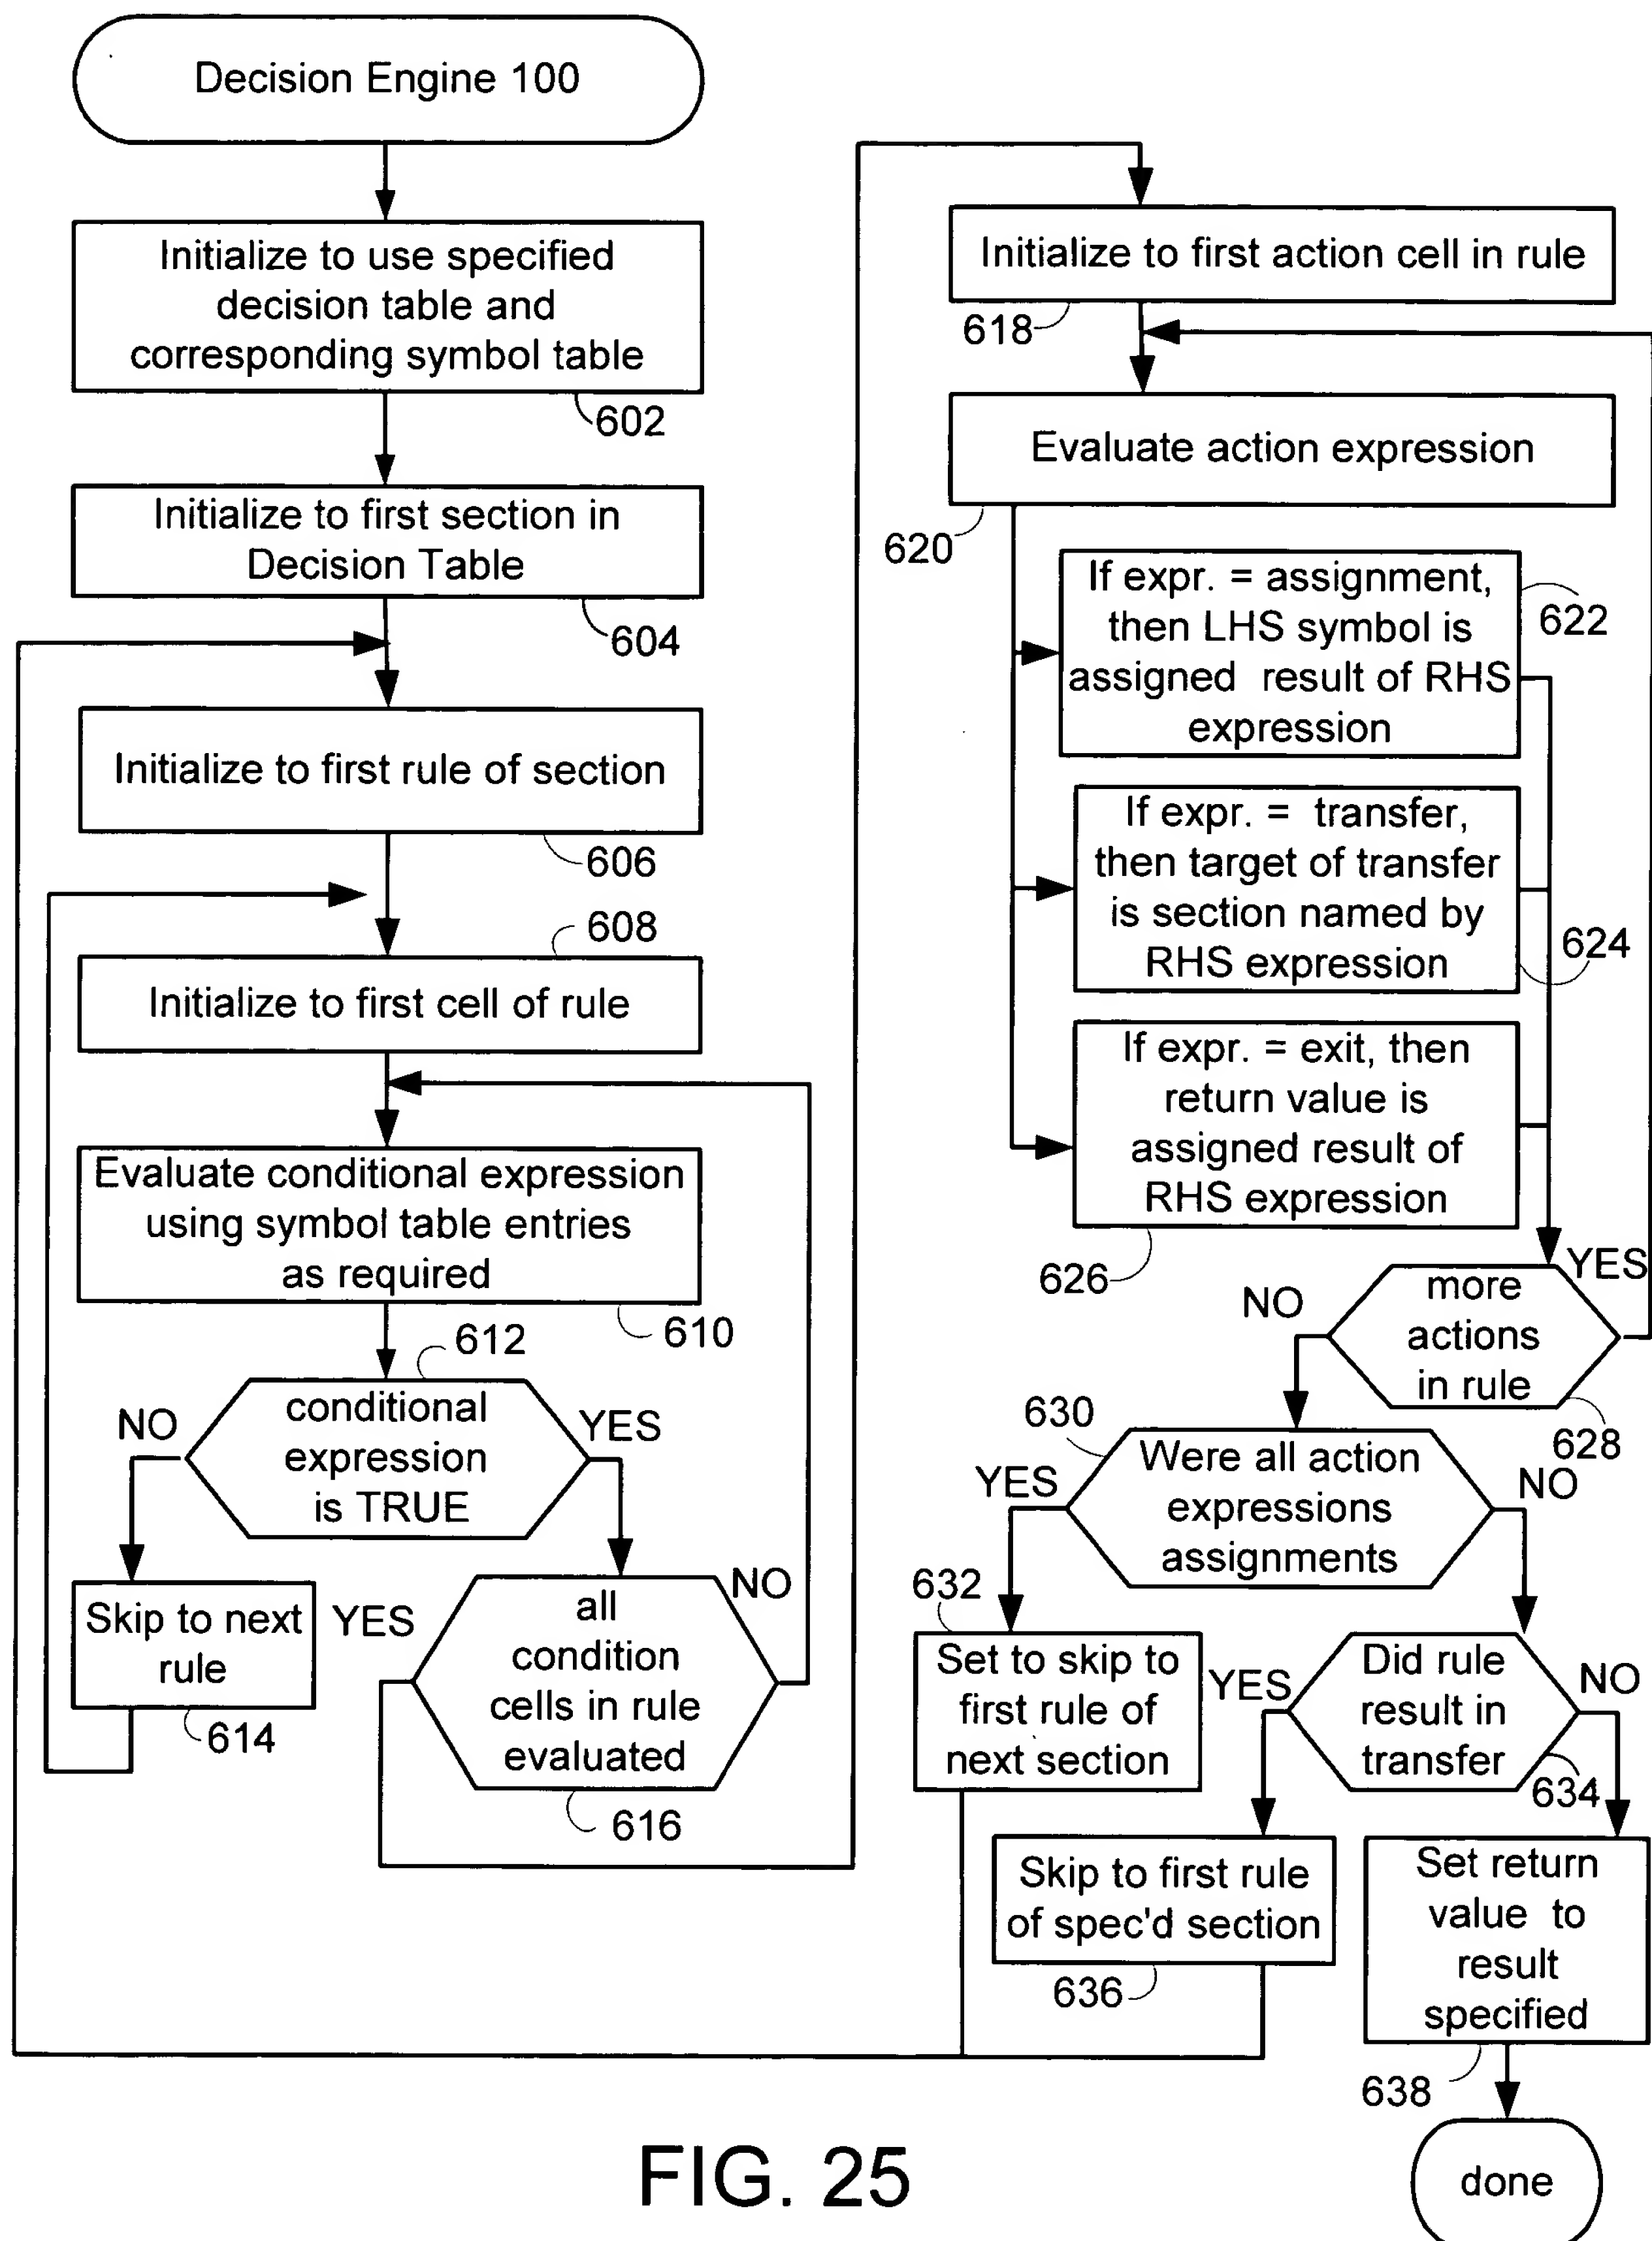 Decision Engine 100
Initialize to use specified
decision table and
corresponding symbol table
602
Initialize to first section in
Decision Table
604
Initialize to first rule of section
606
608
Initialize to first cell of rule
Evaluate conditional expression
using symbol table entries
as required
610
612
conditional
expression
is TRUE
NO
YES
Skip to next
rule
614
YES
NO
all
condition
cells in rule
evaluated
616
Initialize to first action cell in rule
618
Evaluate action expression
620
If expr. = assignment,
then LHS symbol is
assigned result of RHS
expression
622
If expr. = transfer,
then target of transfer
is section named by
RHS expression
624
If expr. = exit, then
return value is
assigned result of
RHS expression
626
YES
NO
more
actions
in rule
628
630
YES
NO
Were all action
expressions
assignments
632
Set to skip to
first rule of
next section
YES
NO
Did rule
result in
transfer
634
Skip to first rule
of spec'd section
636
Set return
value to
result
specified
638
done
FIG. 25